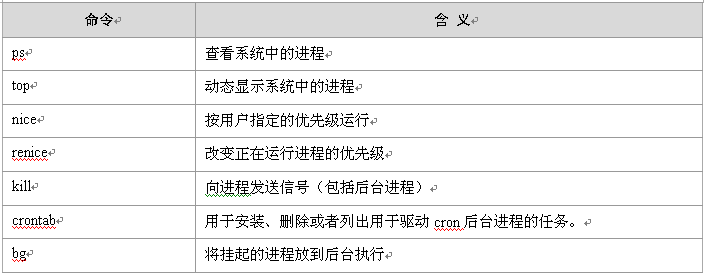 命令 含 义
ps 查看系统中的进程
top 动态显示系统中的进程
nice 按用户指定的优先级运行
renice 改变正在运行进程的优先级
kill 向进程发送信号（包括后台进程）
crontab 用于安装、删除或者列出用于驱动 cron 后台进程的任务。
bg 将挂起的进程放到后台执行